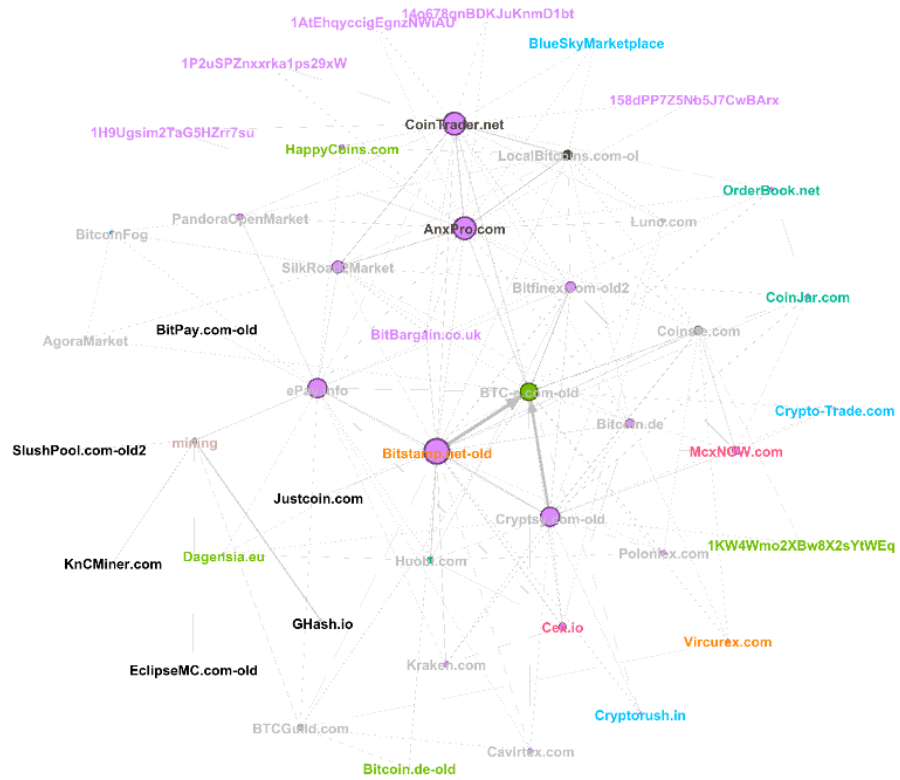 14o678gnBDKJuKnmD1bt
1AtEhqyccigEgnzNWiAU
BlueSkyMarketplace
1P2uSPZnxxrka1ps29xW
158dPP7Z5Nb5J7CwBArx
CoinTrader.net
1H9Ugsim2TaG5HZrr7su
HappyCoins.com
LocalBitcoins.com-ol
OrderBook.net
PandoraOpenMarket
Luno.com
BitcoinFog
AnxPro.com
SilkRoad2Market
Bitfinex.com-old2
CoinJar.com
BitPay.com-old
BitBargain.co.uk
Coins-e.com
AgoraMarket
ePay.info
BTC-e.com-old
Crypto-Trade.com
Bitcoin.de
mining
SlushPool.com-old2
Bitstamp.net-old
McxNOW.com
Justcoin.com
Cryptsy.com-old
1KW4Wmo2XBw8X2sYtWEq
Dagensia.eu
Poloniex.com
KnCMiner.com
Huobi.com
GHash.io
Cex.io
Vircurex.com
EclipseMC.com-old
Kraken.com
Cryptorush.in
BTCGuild.com
Cavirtex.com
Bitcoin.de-old